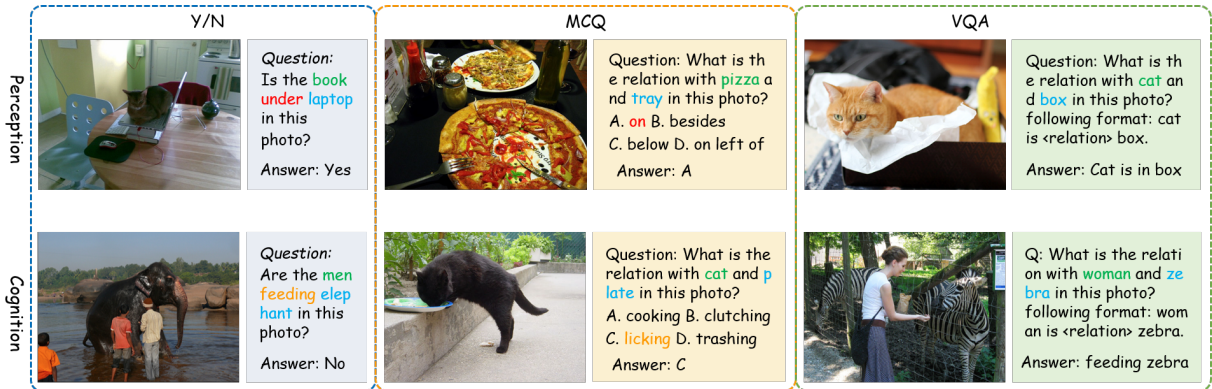 Y/N
MCQ
VQA
Perception
Question:
Is the book
under laptop
in this
photo?
Answer: Yes
Question: What is th
e relation with pizza a
nd tray in this photo?
A. on B. besides
C. below D. on left of
Answer: A
Question: What is th
e relation with cat an
d box in this photo?
following format: cat
is <relation> box.
Answer: Cat is in box
Cognition
Question:
Are the men
feeding elep
hant in this
photo?
Answer: No
Question: What is the
relation with cat and p
late in this photo?
A. cooking B. clutching
C. licking D. trashing
Answer: C
Q: What is the relati
on with woman and ze
bra in this photo?
following format: wom
an is <relation> zebra.
Answer: feeding zebra